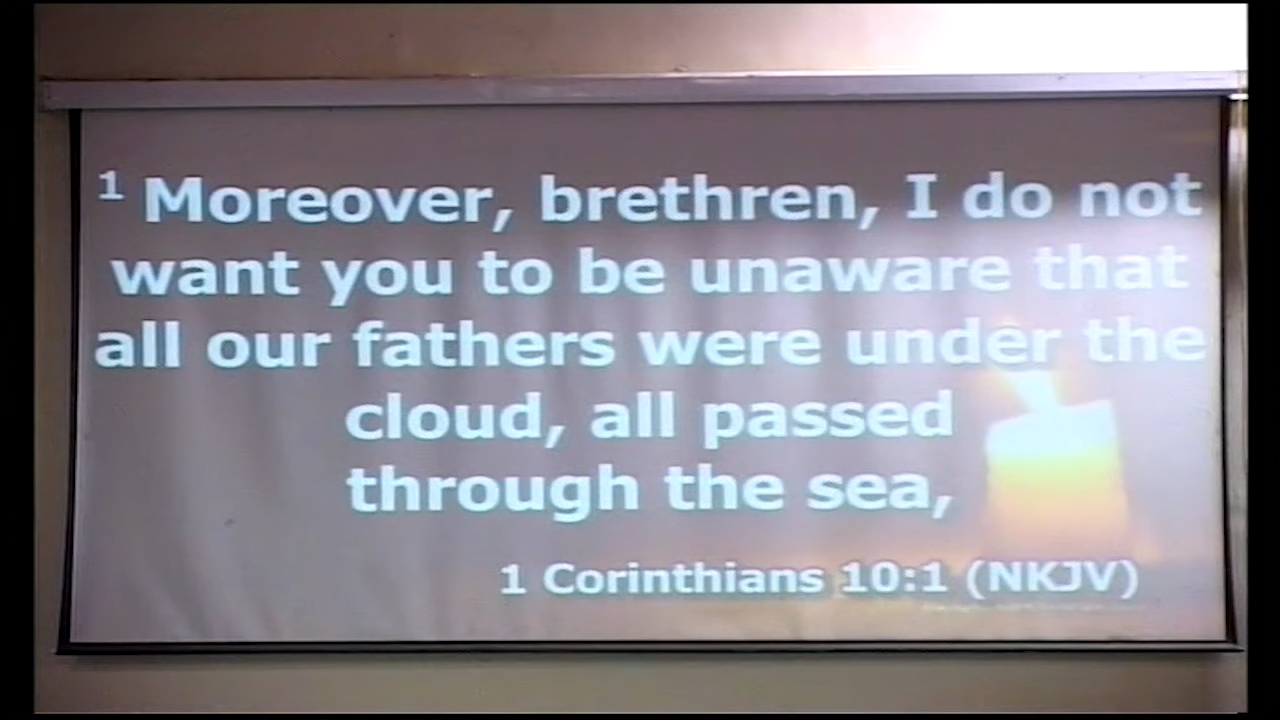 1 Moreover, brethren, I do not
want you to be unaware that
all our fathers were under the
cloud, all passed
through the sea,
1 Corinthians 10:1 (NKJV)